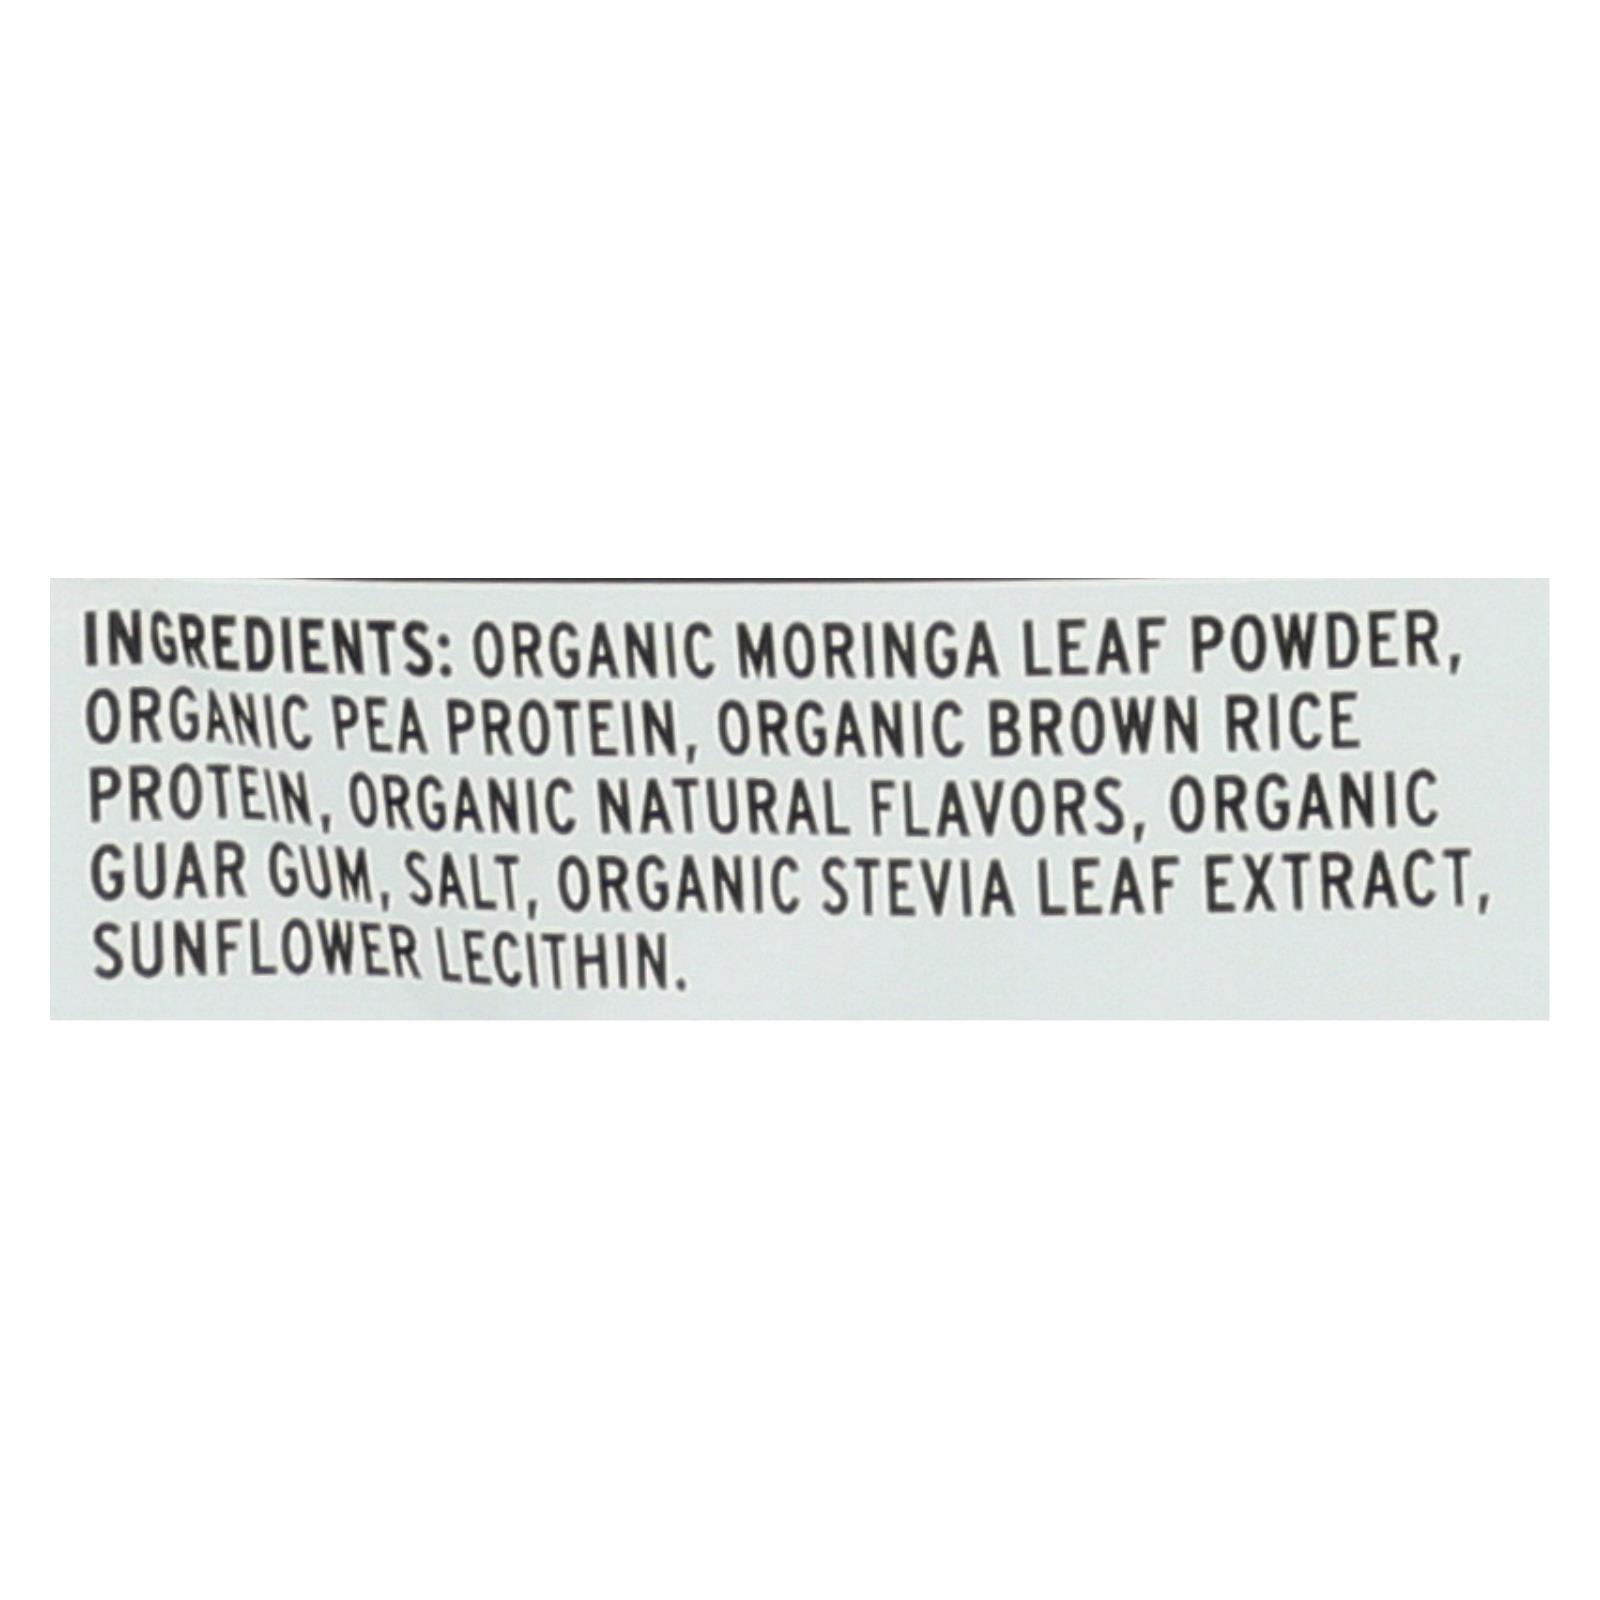 INGREDIENTS: ORGANIC MORINGA LEAF POWDER,
ORGANIC PEA PROTEIN, ORGANIC BROWN RICE
PROTEIN, ORGANIC NATURAL FLAVORS, ORGANIC
GUAR GUM, SALT, ORGANIC STEVIA LEAF EXTRACT,
SUNFLOWER LECITHIN.